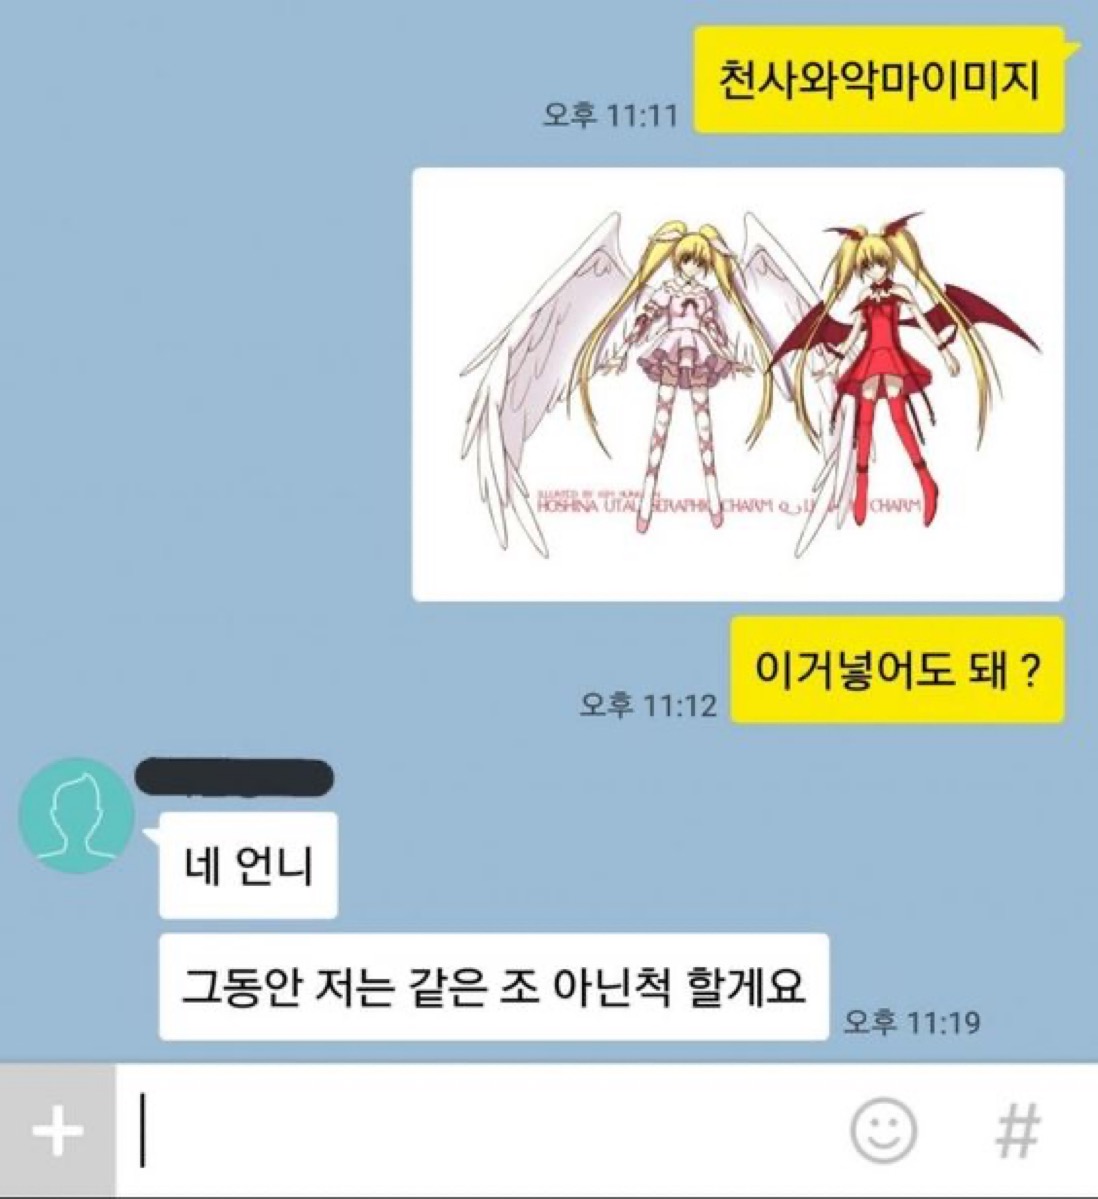 천사와악마이미지
오후 11:11
HOSHINA UTAU SERAPHIC CHARM
CHARM
이거넣어도 돼 ?
오후 11:12
네 언니
그동안 저는 같은 조 아닌척 할게요
오후 11:19
#